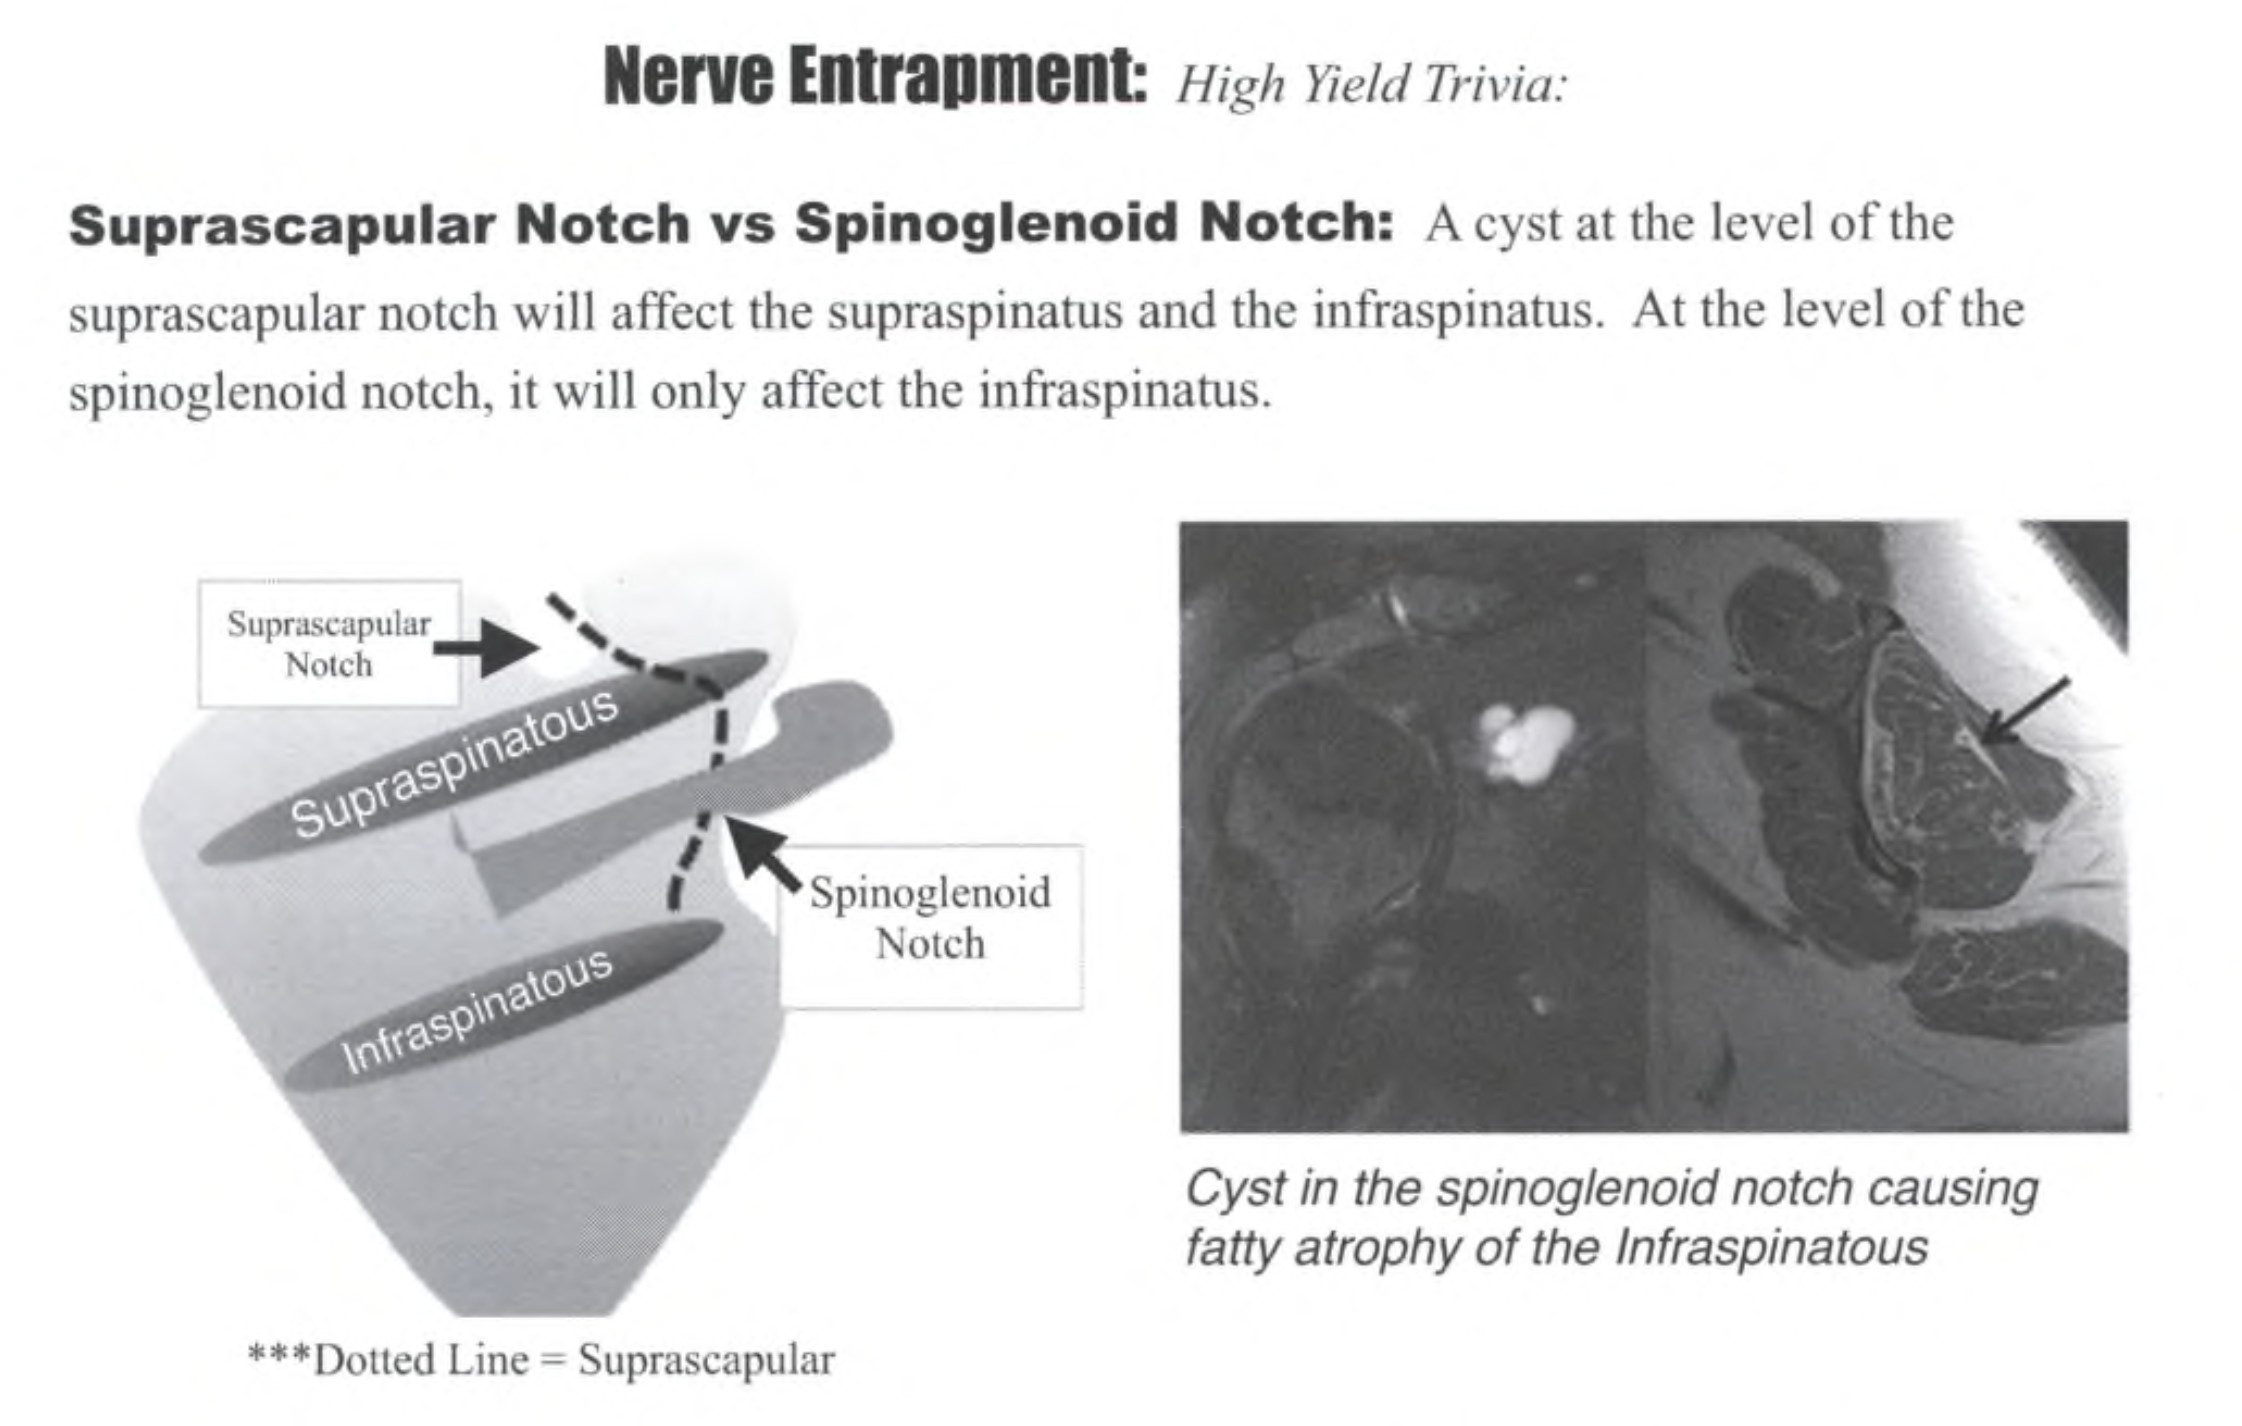 Nerve Entrapment: High Yield Trivia:
Suprascapular Notch vs Spinoglenoid Notch: A cyst at the level of the
suprascapular notch will affect the supraspinatus and the infraspinatus. At the level of the
spinoglenoid notch, it will only affect the infraspinatus.
Suprascapular
Notch
Supraspinatous
Spinoglenoid
Notch
Infraspinatous
Cyst in the spinoglenoid notch causing
fatty atrophy of the Infraspinatous
***Dotted Line = Suprascapular